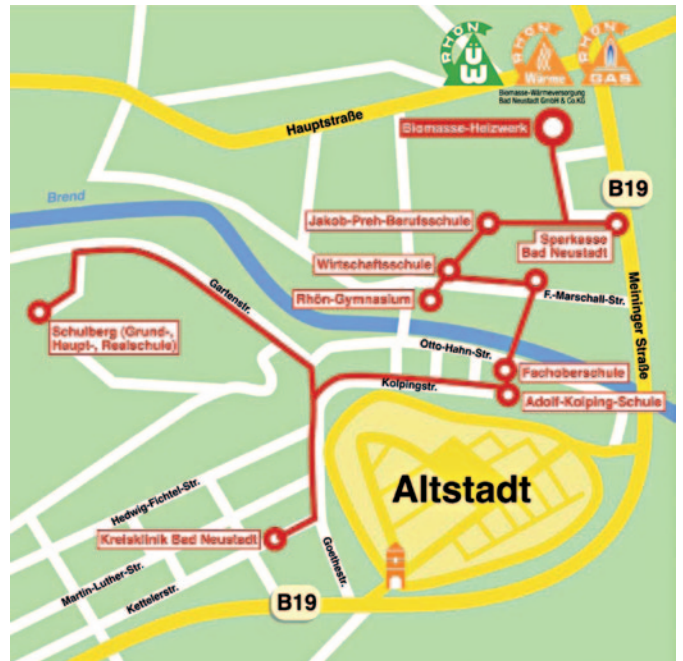 RHÖN
ÜW
RHÖN
Wärme
RHÖN
GAS
Biomasse-Wärmeversorgung
Bad Neustadt GmbH & Co.KG
Hauptstraße
Biomasse-Heizwerk
B19
Brend
Jakob-Preh-Berufsschule
Sparkasse
Bad Neustadt
Wirtschaftsschule
Rhön-Gymnasium
F.-Marschall-Str.
Meininger Straße
Gartenstr.
Schulberg (Grund-,
Haupt-, Realschule)
Otto-Hahn-Str.
Fachoberschule
Kolpingstr.
Adolf-Kolping-Schule
Altstadt
Hedwig-Fichtel-Str.
Kreisklinik Bad Neustadt
Goethestr.
Martin-Luther-Str.
Kettelerstr.
B19